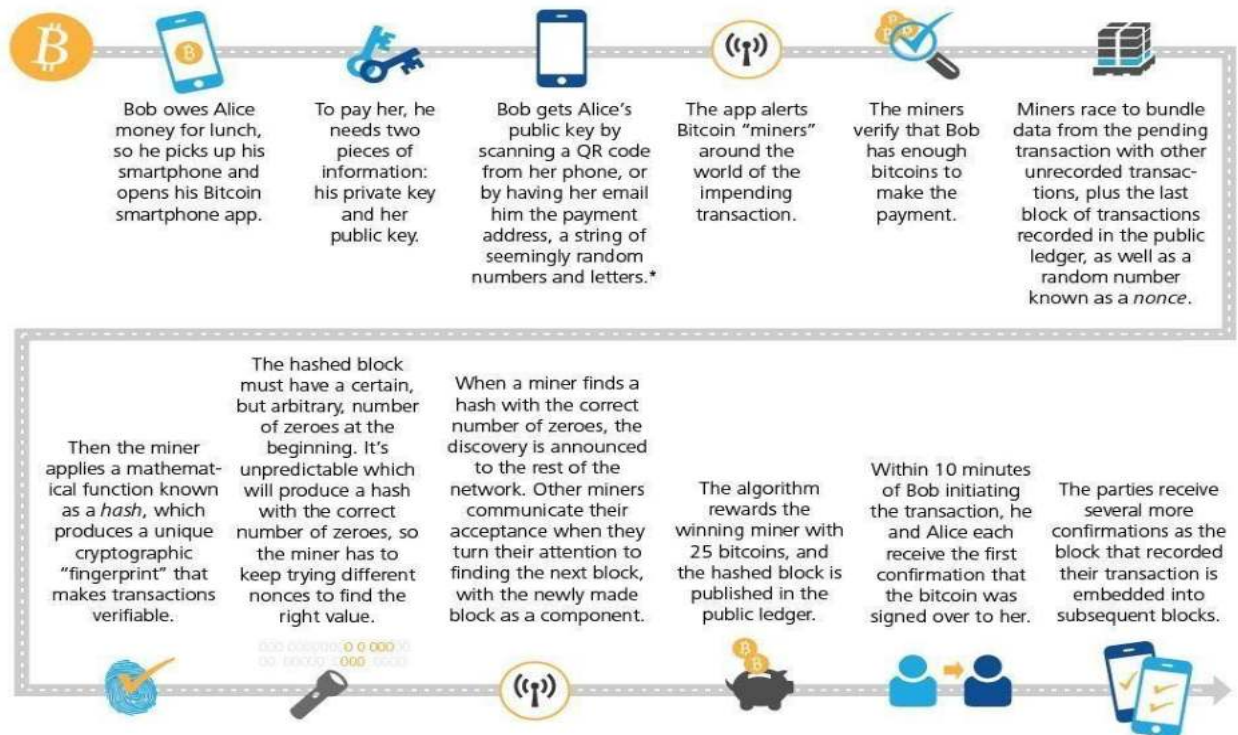 Bob owes Alice
money for lunch,
so he picks up his
smartphone and
opens his Bitcoin
smartphone app.
To pay her, he
needs two
pieces of
information:
his private key
and her
public key.
Bob gets Alice's
public key by
scanning a QR code
from her phone, or
by having her email
him the payment
address, a string of
seemingly random
numbers and letters.*
The app alerts
Bitcoin “miners”
around the
world of the
impending
transaction.
The miners
verify that Bob
has enough
bitcoins to
make the
payment.
Miners race to bundle
data from the pending
transaction with other
unrecorded transac-
tions, plus the last
block of transactions
recorded in the public
ledger, as well as a
random number
known as a nonce.
Then the miner
applies a mathemat-
ical function known
as a hash, which
produces a unique
cryptographic
“fingerprint” that
makes transactions
verifiable.
The hashed block
must have a certain,
but arbitrary, number
of zeroes at the
beginning. It's
unpredictable which
will produce a hash
with the correct
number of zeroes, so
the miner has to
keep trying different
nonces to find the
right value.
When a miner finds a
hash with the correct
number of zeroes, the
discovery is announced
to the rest of the
network. Other miners
communicate their
acceptance when they
turn their attention to
finding the next block,
with the newly made
block as a component.
The algorithm
rewards the
winning miner with
25 bitcoins, and
the hashed block is
published in the
public ledger.
Within 10 minutes
of Bob initiating
the transaction, he
and Alice each
receive the first
confirmation that
the bitcoin was
signed over to her.
The parties receive
several more
confirmations as the
block that recorded
their transaction is
embedded into
subsequent blocks.